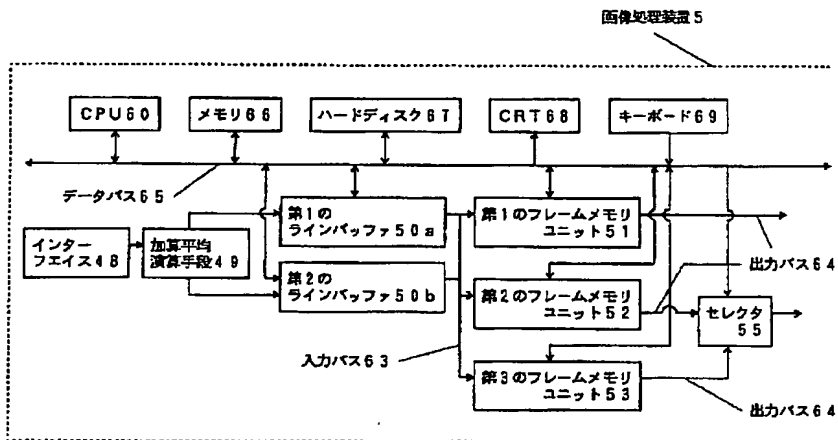 画像処理装置5
CPU60
メモリ66
ハードディスク67
CRT68
キーボード69
データバス65
第1の
ラインバッファ50a
第1のフレームメモリ
ユニット51
インター
フエイス48
加算平均
演算手段49
出力バス64
第2の
ラインバッファ50b
第2のフレームメモリ
ユニット52
セレクタ
55
入力バス63
第3のフレームメモリ
ユニット53
出力バス64